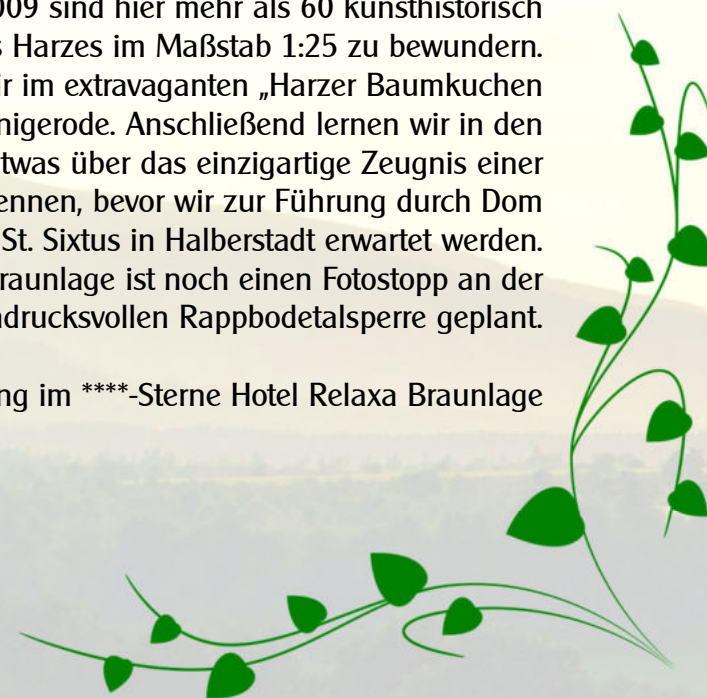 009 sind hier mehr als 60 kunsthistorisch
s Harzes im Maßstab 1:25 zu bewundern.
ir im extravaganten „Harzer Baumkuchen
nigerode. Anschließend lernen wir in den
twas über das einzigartige Zeugnis einer
ennen, bevor wir zur Führung durch Dom
St. Sixtus in Halberstadt erwartet werden.
raunlage ist noch einen Fotostopp an der
ndrucksvollen Rappbodetalsperre geplant.
ng im ****-Sterne Hotel Relaxa Braunlage